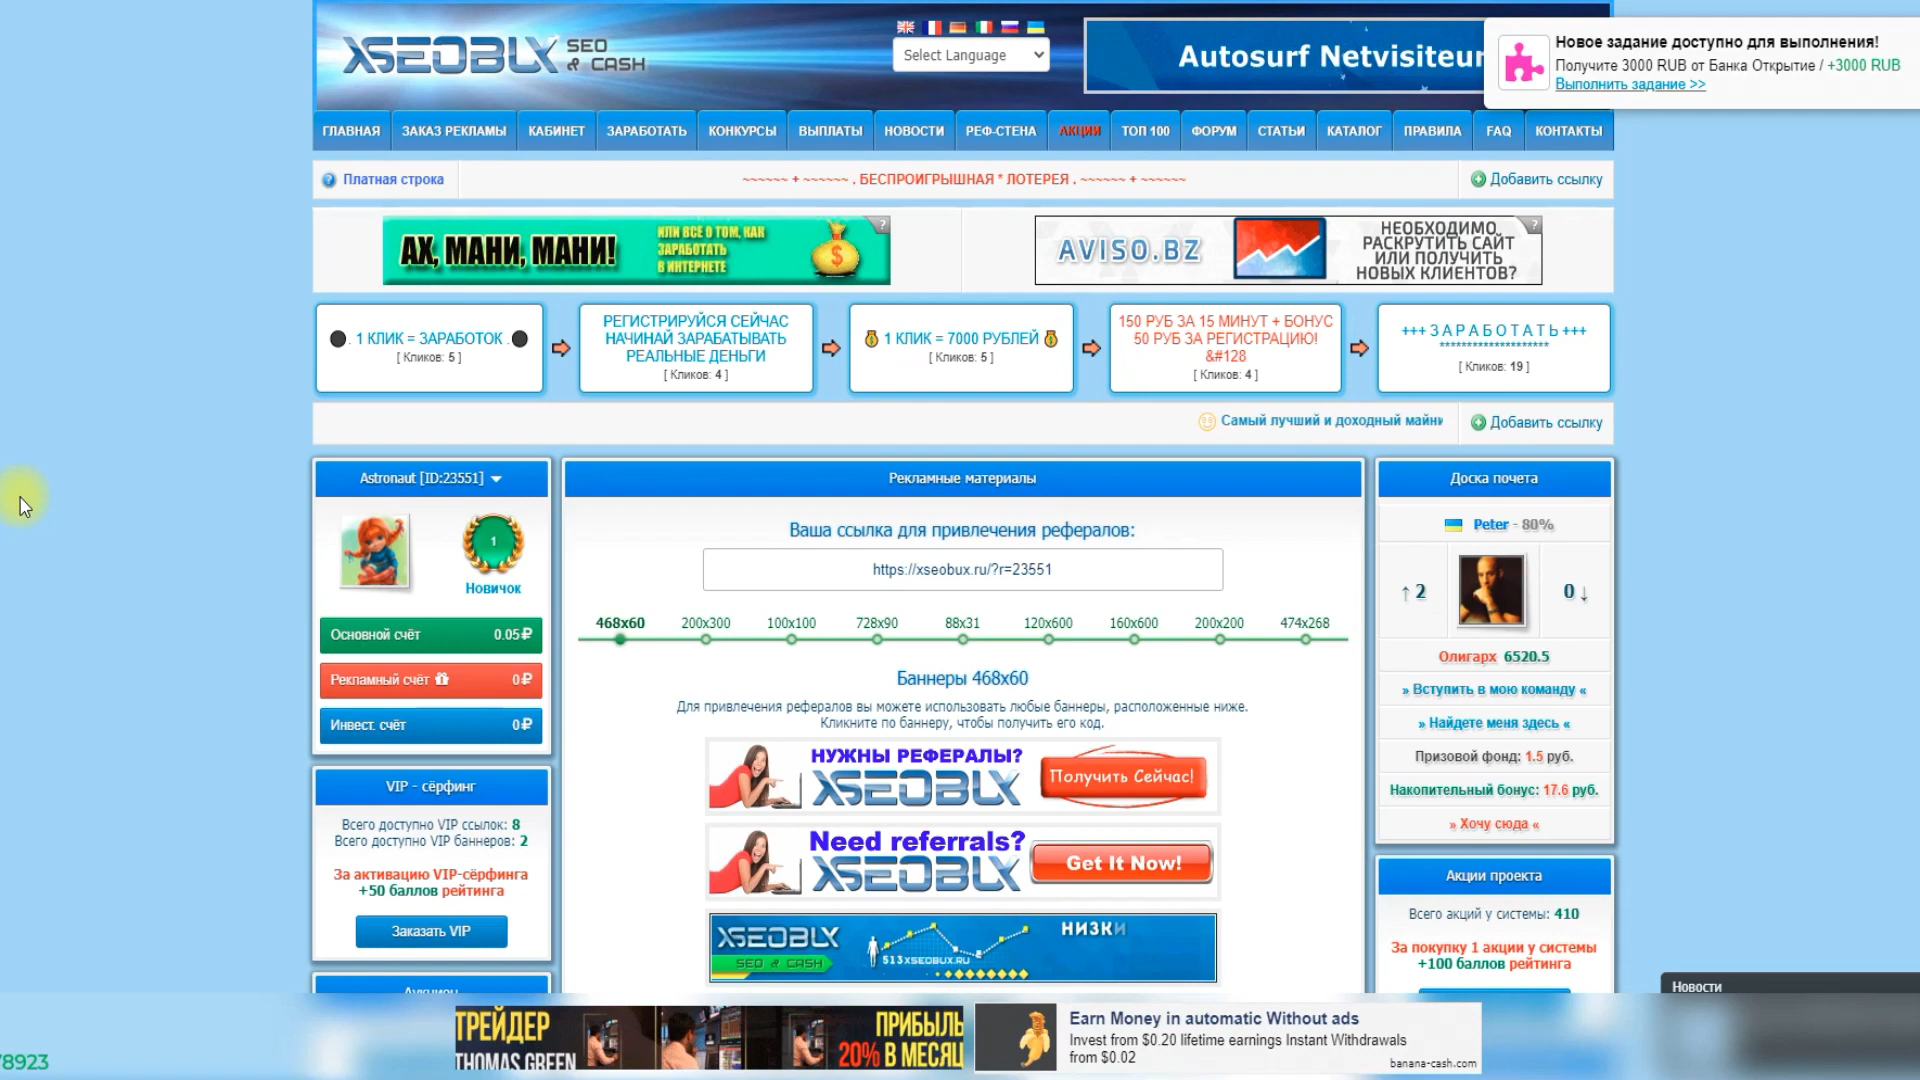 XSEOBUX SEO & CASH
Select Language
Autosurf Netvisiteur
Новое задание доступно для выполнения!
Получите 3000 RUB от Банка Открытие / +3000 RUB
Выполнить задание >>
ГЛАВНАЯ ЗАКАЗ РЕКЛАМЫ КАБИНЕТ ЗАРАБОТАТЬ КОНКУРСЫ ВЫПЛАТЫ НОВОСТИ РЕФ-СТЕНА АКЦИИ ТОП 100 ФОРУМ СТАТЬИ КАТАЛОГ ПРАВИЛА FAQ КОНТАКТЫ
Платная строка
~~~~~~ + ~~~~~~ . БЕСПРОИГРЫШНАЯ * ЛОТЕРЕЯ . ~~~~~~ + ~~~~~~
Добавить ссылку
АХ, МАНИ, МАНИ!
ИЛИ ВСЁ О ТОМ, КАК
ЗАРАБОТАТЬ
В ИНТЕРНЕТЕ
?
AVISO.BZ
НЕОБХОДИМО
РАСКРУТИТЬ САЙТ
ИЛИ ПОЛУЧИТЬ
НОВЫХ КЛИЕНТОВ?
?
. 1 КЛИК = ЗАРАБОТОК .
[ Кликов: 5 ]
РЕГИСТРИРУЙСЯ СЕЙЧАС
НАЧИНАЙ ЗАРАБАТЫВАТЬ
РЕАЛЬНЫЕ ДЕНЬГИ
[ Кликов: 4 ]
1 КЛИК = 7000 РУБЛЕЙ
[ Кликов: 5 ]
150 РУБ ЗА 15 МИНУТ + БОНУС
50 РУБ ЗА РЕГИСТРАЦИЮ!
&#128
[ Кликов: 4 ]
+++ З А Р А Б О Т А Т Ь +++
********************
[ Кликов: 19 ]
Самый лучший и доходный майни
Добавить ссылку
Astronaut [ID:23551]
1
Новичок
Основной счёт 0.05₽
Рекламный счёт 0₽
Инвест. счёт 0₽
VIP - сёрфинг
Всего доступно VIP ссылок: 8
Всего доступно VIP баннеров: 2
За активацию VIP-сёрфинга
+50 баллов рейтинга
Заказать VIP
Аукцион
Рекламные материалы
Ваша ссылка для привлечения рефералов:
https://xseobux.ru/?r=23551
468x60 200x300 100x100 728x90 88x31 120x600 160x600 200x200 474x268
Баннеры 468x60
Для привлечения рефералов вы можете использовать любые баннеры, расположенные ниже.
Кликните по баннеру, чтобы получить его код.
НУЖНЫ РЕФЕРАЛЫ?
XSEOBUX
Получить Сейчас!
Need referrals?
XSEOBUX
Get It Now!
XSEOBUX
SEO & CASH
513XSEOBUX.RU
НИЗКИ
Доска почета
Peter - 80%
↑ 2
0 ↓
Олигарх 6520.5
» Вступить в мою команду «
» Найдете меня здесь «
Призовой фонд: 1.5 руб.
Накопительный бонус: 17.6 руб.
» Хочу сюда «
Акции проекта
Всего акций у системы: 410
За покупку 1 акции у системы
+100 баллов рейтинга
Новости
ТРЕЙДЕР
THOMAS GREEN
ПРИБЫЛЬ
20% В МЕСЯЦ
Earn Money in automatic Without ads
Invest from $0.20 lifetime earnings Instant Withdrawals
from $0.02
banana-cash.com
78923